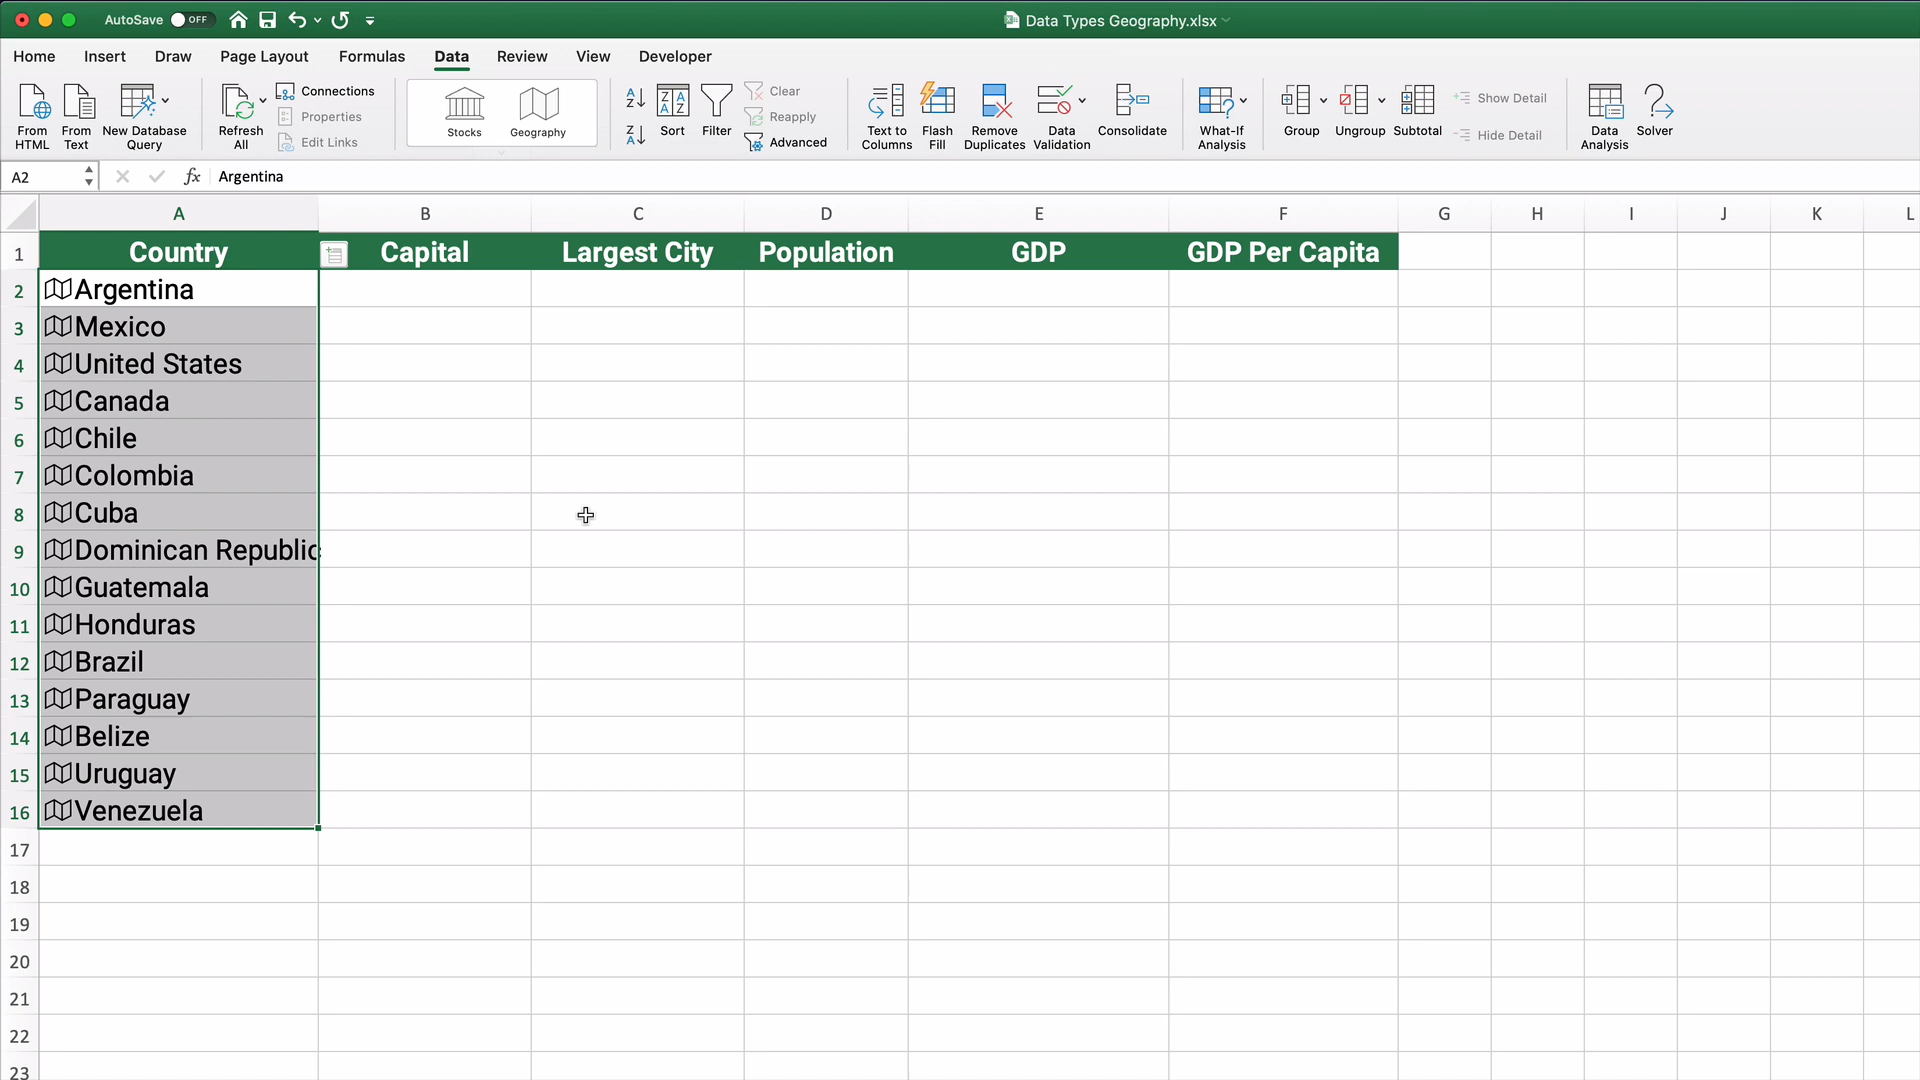 AutoSave OFF
Data Types Geography.xlsx
Home Insert Draw Page Layout Formulas Data Review View Developer
From HTML
From Text
New Database Query
Refresh All
Connections
Properties
Edit Links
Stocks
Geography
Sort
Filter
Clear
Reapply
Advanced
Text to Columns
Flash Fill
Remove Duplicates
Data Validation
Consolidate
What-If Analysis
Group
Ungroup
Subtotal
Show Detail
Hide Detail
Data Analysis
Solver
A2 fx Argentina
A B C D E F G H I J K L
1 Country Capital Largest City Population GDP GDP Per Capita
2 Argentina
3 Mexico
4 United States
5 Canada
6 Chile
7 Colombia
8 Cuba
9 Dominican Republic
10 Guatemala
11 Honduras
12 Brazil
13 Paraguay
14 Belize
15 Uruguay
16 Venezuela
17
18
19
20
21
22
23